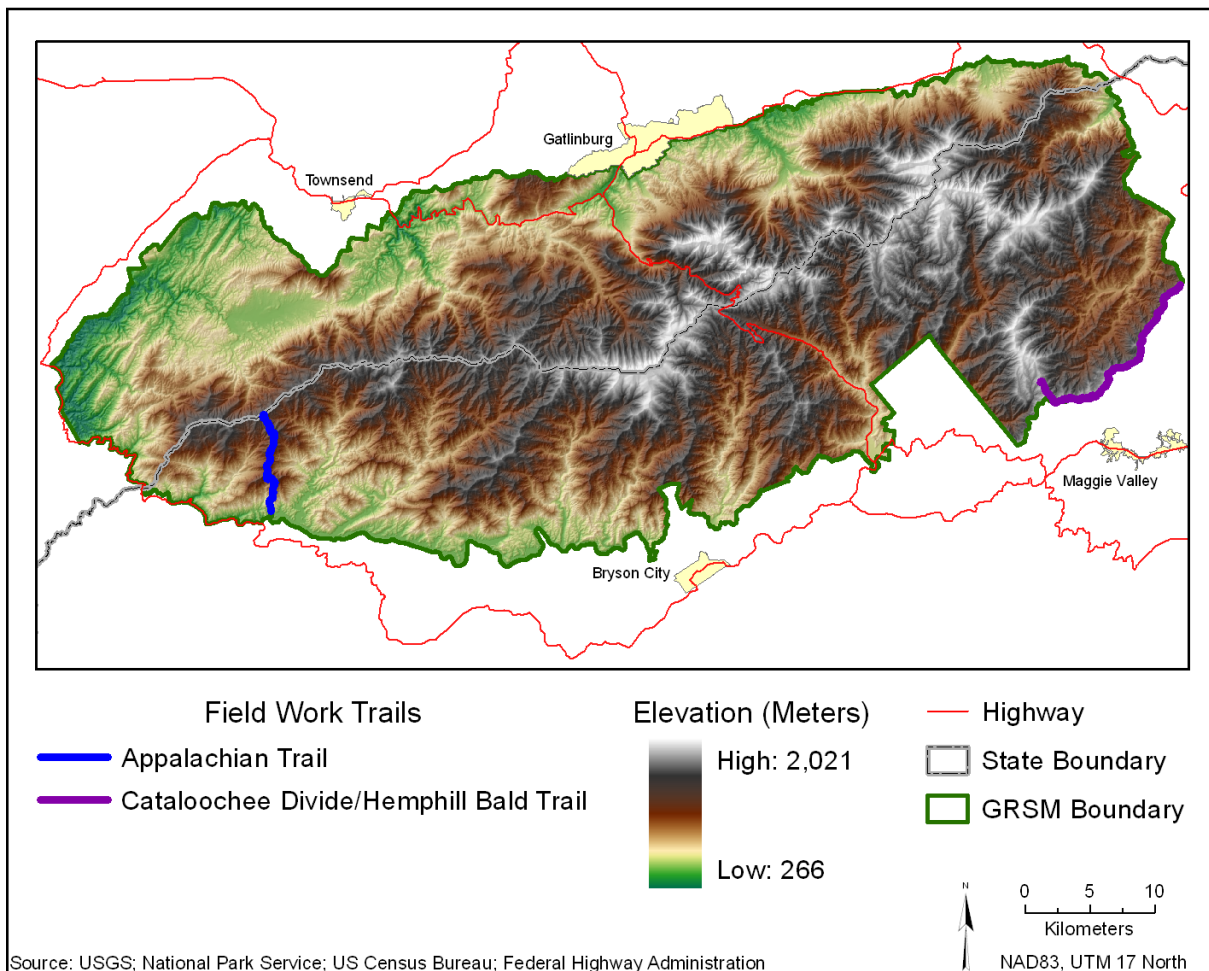 Gatlinburg
Townsend
Maggie Valley
Bryson City
Field Work Trails
Appalachian Trail
Cataloochee Divide/Hemphill Bald Trail
Elevation (Meters)
High: 2,021
Low: 266
Highway
State Boundary
GRSM Boundary
N
0 5 10
Kilometers
Source: USGS; National Park Service; US Census Bureau; Federal Highway Administration
NAD83, UTM 17 North